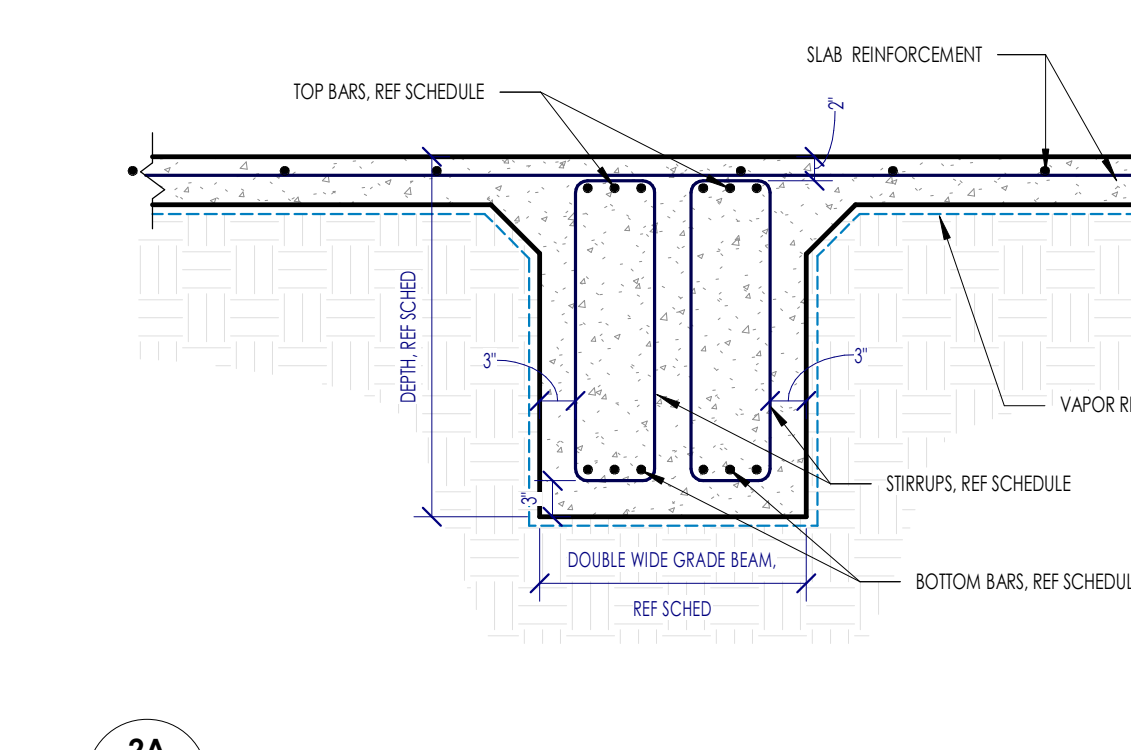 SLAB REINFORCEMENT
TOP BARS, REF SCHEDULE
2"
DEPTH, REF SCHED
3"
3"
VAPOR
STIRRUPS, REF SCHEDULE
3"
DOUBLE WIDE GRADE BEAM,
REF SCHED
BOTTOM BARS, REF SCHEDUL
2A